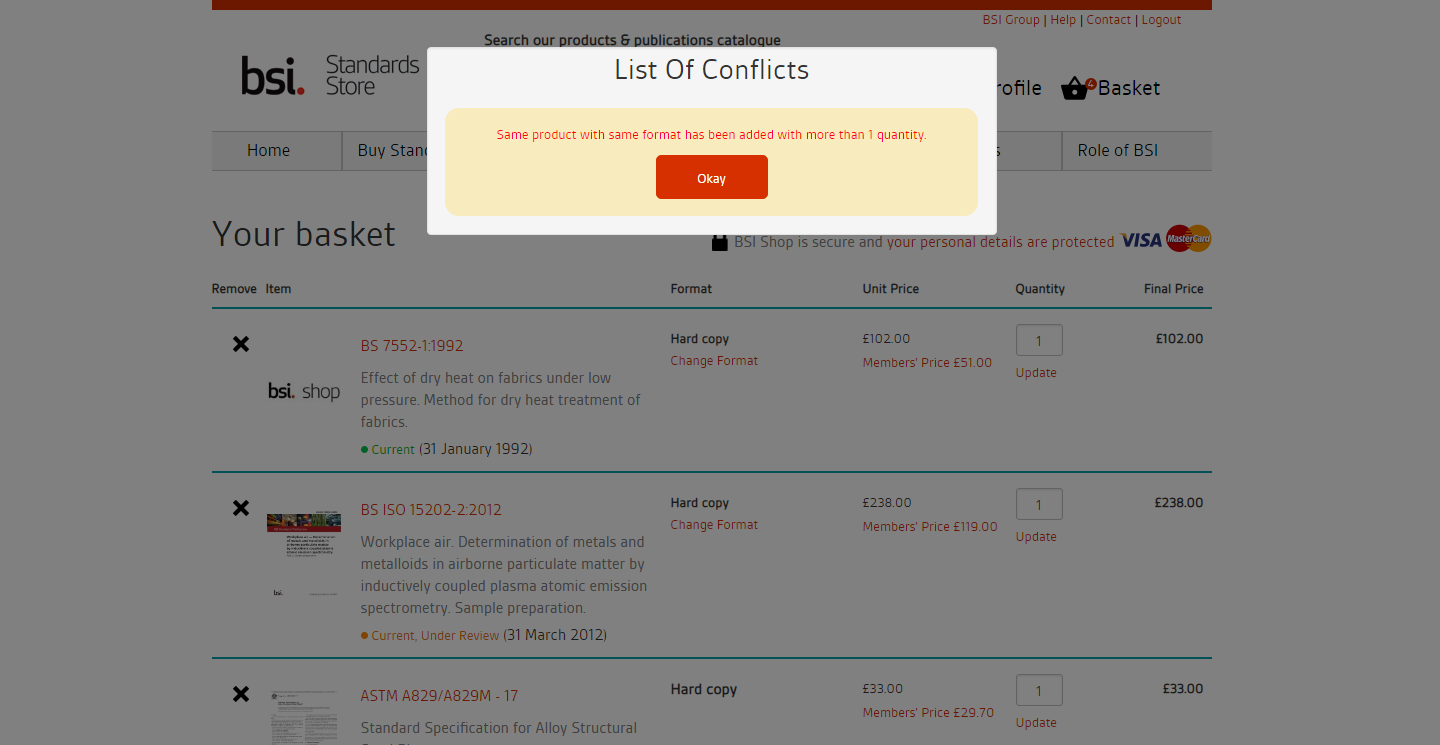 BSI Group | Help | Contact | Logout
Search our products & publications catalogue
bsi. Standards Store
List Of Conflicts
Same product with same format has been added with more than 1 quantity.
Okay
rofile
4 Basket
Home
Buy Stan
s
Role of BSI
Your basket
BSI Shop is secure and your personal details are protected VISA MasterCard
Remove Item Format Unit Price Quantity Final Price
BS 7552-1:1992
bsi. shop
Effect of dry heat on fabrics under low
pressure. Method for dry heat treatment of
fabrics.
Current (31 January 1992)
Hard copy
Change Format
£102.00
Members' Price £51.00
1
Update
£102.00
BS ISO 15202-2:2012
bsi.
Workplace air. Determination of metals and
metalloids in airborne particulate matter by
inductively coupled plasma atomic emission
spectrometry. Sample preparation.
Current, Under Review (31 March 2012)
Hard copy
Change Format
£238.00
Members' Price £119.00
1
Update
£238.00
ASTM A829/A829M - 17
Standard Specification for Alloy Structural
Hard copy
£33.00
Members' Price £29.70
1
Update
£33.00